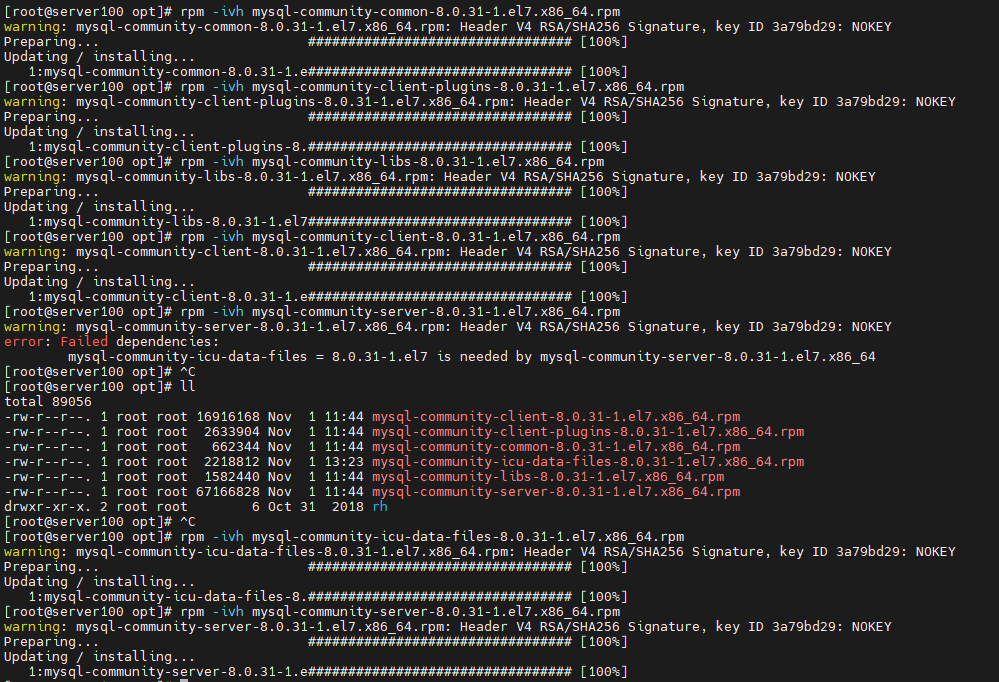 [root@server100 opt]# rpm -ivh mysql-community-common-8.0.31-1.el7.x86_64.rpm
warning: mysql-community-common-8.0.31-1.el7.x86_64.rpm: Header V4 RSA/SHA256 Signature, key ID 3a79bd29: NOKEY
Preparing...                          ################################# [100%]
Updating / installing...
   1:mysql-community-common-8.0.31-1.e################################# [100%]
[root@server100 opt]# rpm -ivh mysql-community-client-plugins-8.0.31-1.el7.x86_64.rpm
warning: mysql-community-client-plugins-8.0.31-1.el7.x86_64.rpm: Header V4 RSA/SHA256 Signature, key ID 3a79bd29: NOKEY
Preparing...                          ################################# [100%]
Updating / installing...
   1:mysql-community-client-plugins-8.################################# [100%]
[root@server100 opt]# rpm -ivh mysql-community-libs-8.0.31-1.el7.x86_64.rpm
warning: mysql-community-libs-8.0.31-1.el7.x86_64.rpm: Header V4 RSA/SHA256 Signature, key ID 3a79bd29: NOKEY
Preparing...                          ################################# [100%]
Updating / installing...
   1:mysql-community-libs-8.0.31-1.el7################################# [100%]
[root@server100 opt]# rpm -ivh mysql-community-client-8.0.31-1.el7.x86_64.rpm
warning: mysql-community-client-8.0.31-1.el7.x86_64.rpm: Header V4 RSA/SHA256 Signature, key ID 3a79bd29: NOKEY
Preparing...                          ################################# [100%]
Updating / installing...
   1:mysql-community-client-8.0.31-1.e################################# [100%]
[root@server100 opt]# rpm -ivh mysql-community-server-8.0.31-1.el7.x86_64.rpm
warning: mysql-community-server-8.0.31-1.el7.x86_64.rpm: Header V4 RSA/SHA256 Signature, key ID 3a79bd29: NOKEY
error: Failed dependencies:
        mysql-community-icu-data-files = 8.0.31-1.el7 is needed by mysql-community-server-8.0.31-1.el7.x86_64
[root@server100 opt]# ^C
[root@server100 opt]# ll
total 89056
-rw-r--r--. 1 root root 16916168 Nov  1 11:44 mysql-community-client-8.0.31-1.el7.x86_64.rpm
-rw-r--r--. 1 root root  2633904 Nov  1 11:44 mysql-community-client-plugins-8.0.31-1.el7.x86_64.rpm
-rw-r--r--. 1 root root   662344 Nov  1 11:44 mysql-community-common-8.0.31-1.el7.x86_64.rpm
-rw-r--r--. 1 root root  2218812 Nov  1 13:23 mysql-community-icu-data-files-8.0.31-1.el7.x86_64.rpm
-rw-r--r--. 1 root root  1582440 Nov  1 11:44 mysql-community-libs-8.0.31-1.el7.x86_64.rpm
-rw-r--r--. 1 root root 67166828 Nov  1 11:44 mysql-community-server-8.0.31-1.el7.x86_64.rpm
drwxr-xr-x. 2 root root        6 Oct 31  2018 rh
[root@server100 opt]# ^C
[root@server100 opt]# rpm -ivh mysql-community-icu-data-files-8.0.31-1.el7.x86_64.rpm
warning: mysql-community-icu-data-files-8.0.31-1.el7.x86_64.rpm: Header V4 RSA/SHA256 Signature, key ID 3a79bd29: NOKEY
Preparing...                          ################################# [100%]
Updating / installing...
   1:mysql-community-icu-data-files-8.################################# [100%]
[root@server100 opt]# rpm -ivh mysql-community-server-8.0.31-1.el7.x86_64.rpm
warning: mysql-community-server-8.0.31-1.el7.x86_64.rpm: Header V4 RSA/SHA256 Signature, key ID 3a79bd29: NOKEY
Preparing...                          ################################# [100%]
Updating / installing...
   1:mysql-community-server-8.0.31-1.e################################# [100%]